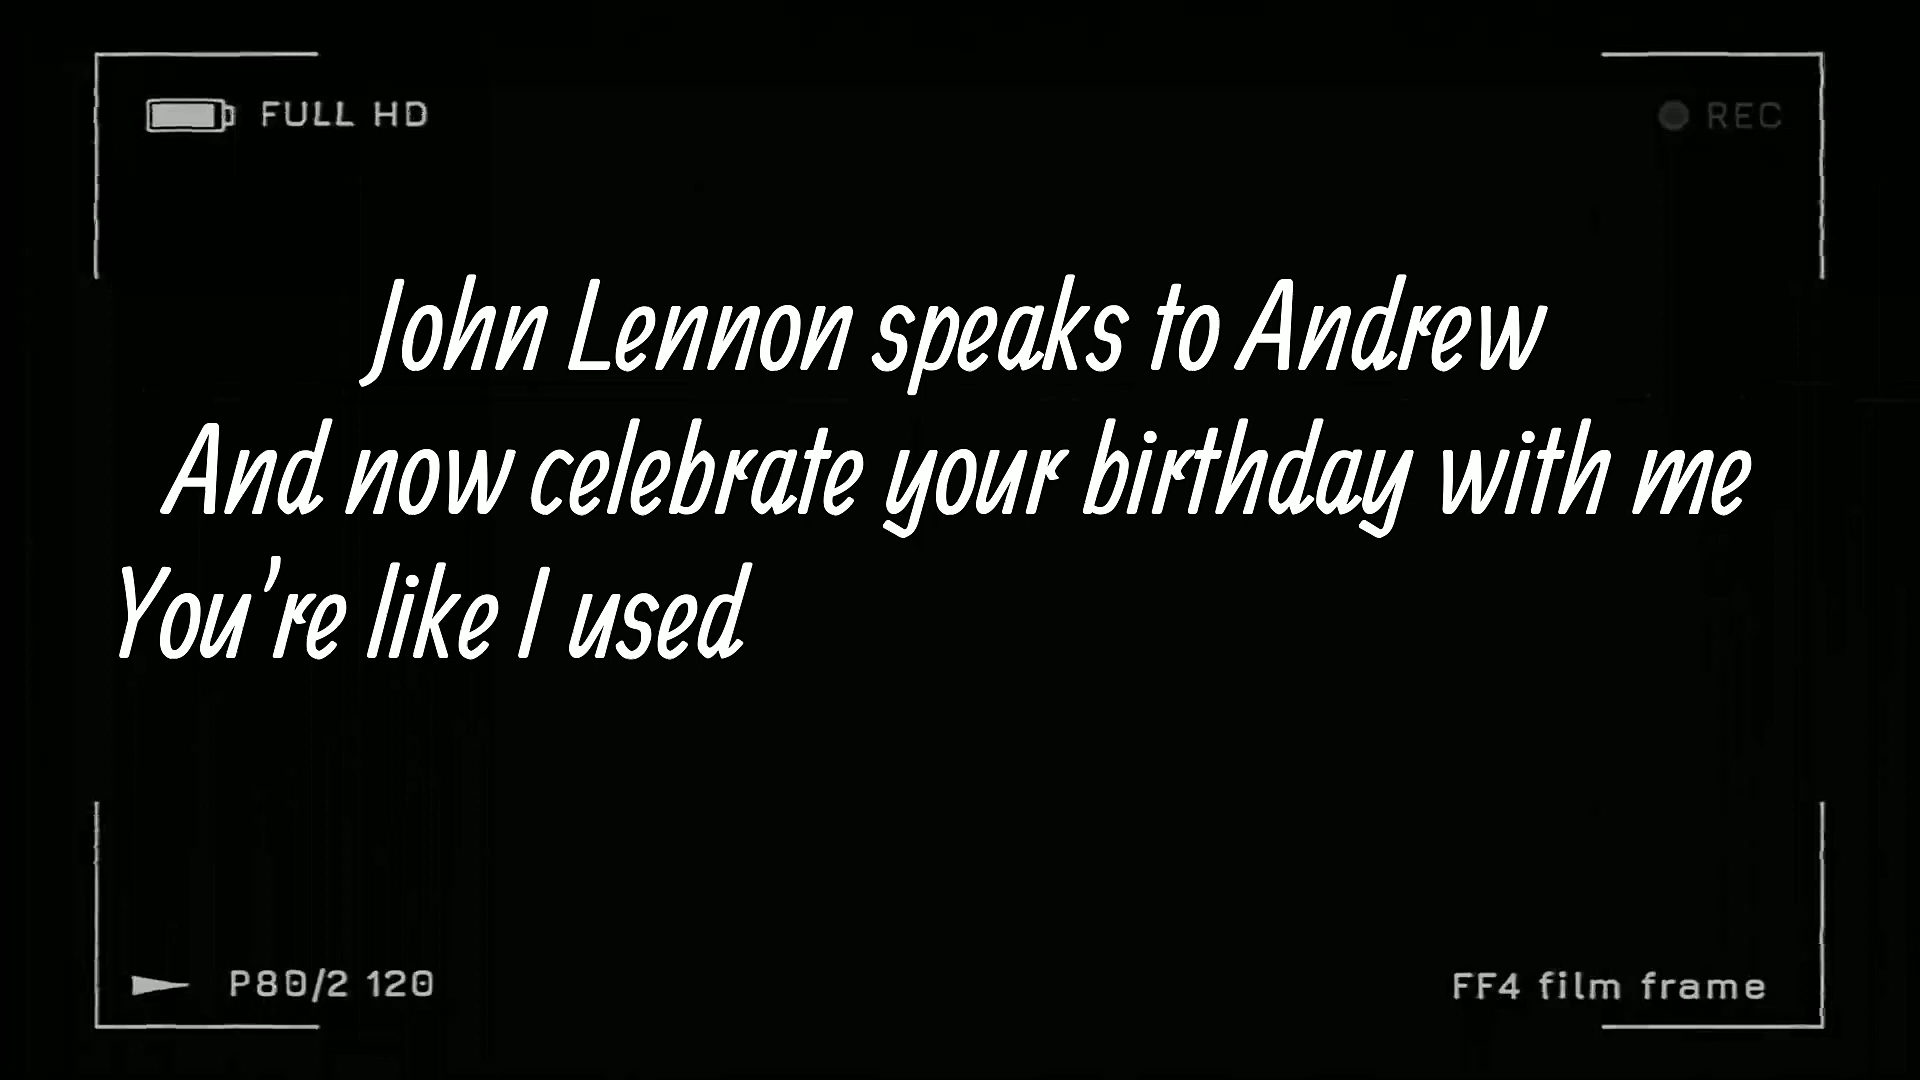 FULL HD
REC
John Lennon speaks to Andrew
And now celebrate your birthday with me
You're like I used
P80/2 120
FF4 film frame